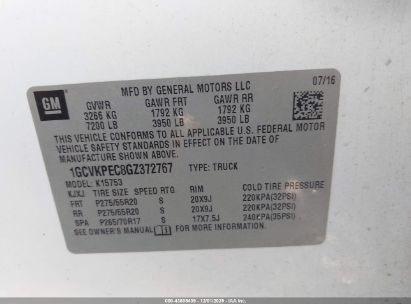 GM
MFD BY GENERAL MOTORS LLC
07/16
GVWR GAWR FRT GAWR RR
3266 KG 1792 KG 1792 KG
7200 LB 3950 LB 3950 LB
THIS VEHICLE CONFORMS TO ALL APPLICABLE U.S. FEDERAL MOTOR
VEHICLE SAFETY STANDARDS IN EFFECT ON THE DATE OF
MANUFACTURE SHOWN ABOVE.
1GCVKPEC8GZ372767 TYPE: TRUCK
MODEL: K15753
KJXJ TIRE SIZE SPEED RTG RIM COLD TIRE PRESSURE
FRT P275/55R20 S 20X9J 220KPA(32PSI)
RR P275/55R20 S 20X9J 220KPA(32PSI)
SPA P265/70R17 S 17X7.5J 240KPA(35PSI)
SEE OWNER'S MANUAL FOR ADDITIONAL INFORMATION.